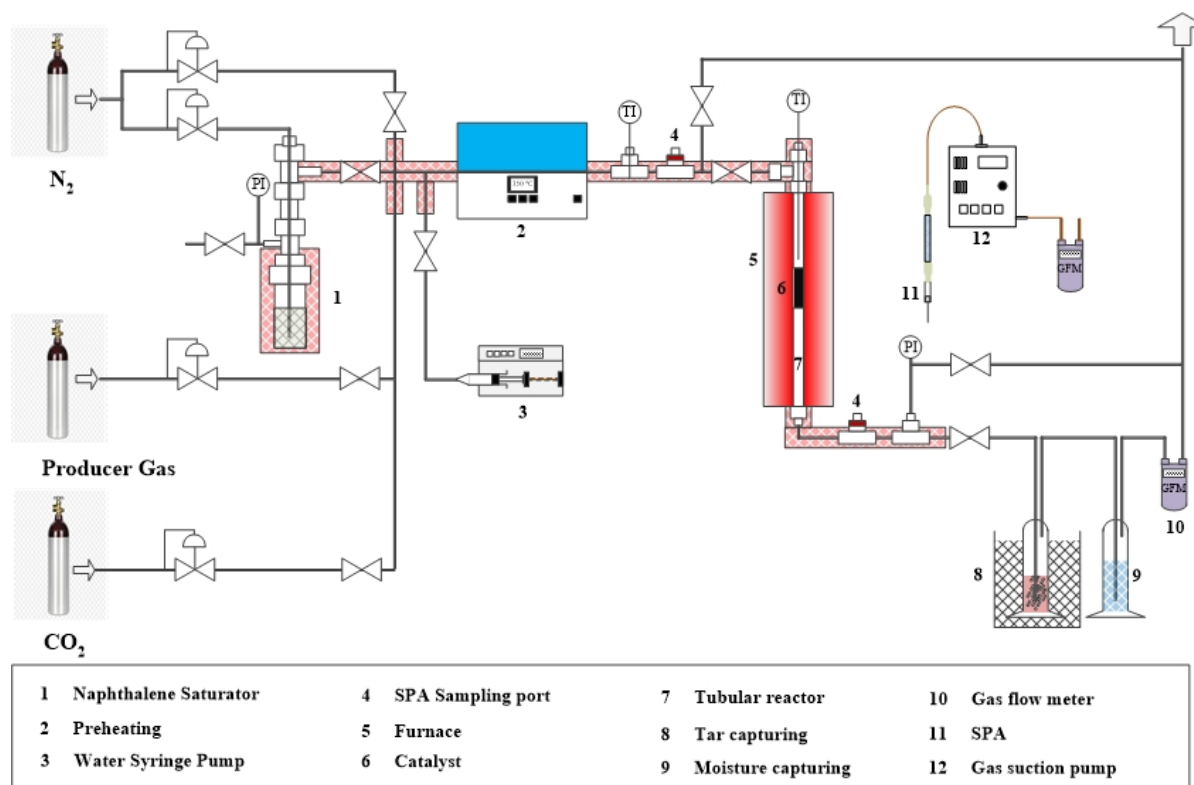 N2
PI
1
Producer Gas
CO2
350 °C
2
3
TI
4
TI
5
6
7
4
PI
11
12
GFM
8
9
GFM
10
1 Naphthalene Saturator
2 Preheating
3 Water Syringe Pump
4 SPA Sampling port
5 Furnace
6 Catalyst
7 Tubular reactor
8 Tar capturing
9 Moisture capturing
10 Gas flow meter
11 SPA
12 Gas suction pump